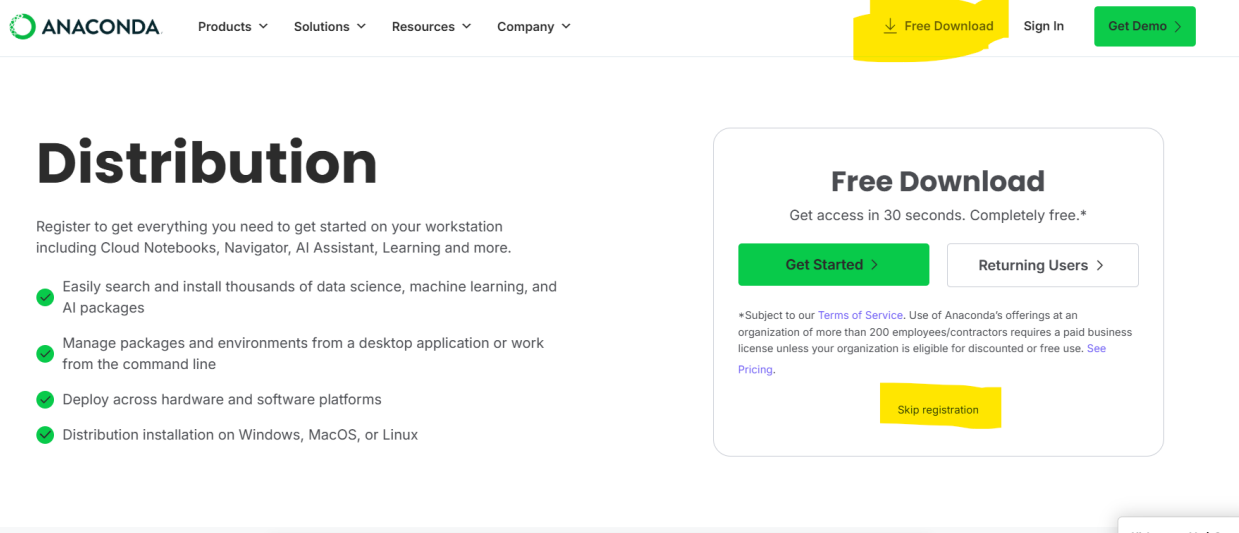 ANACONDA. Products Solutions Resources Company Free Download Sign In Get Demo
Distribution
Register to get everything you need to get started on your workstation
including Cloud Notebooks, Navigator, AI Assistant, Learning and more.
Easily search and install thousands of data science, machine learning, and
AI packages
Manage packages and environments from a desktop application or work
from the command line
Deploy across hardware and software platforms
Distribution installation on Windows, MacOS, or Linux
Free Download
Get access in 30 seconds. Completely free.*
Get Started Returning Users
*Subject to our Terms of Service. Use of Anaconda's offerings at an
organization of more than 200 employees/contractors requires a paid business
license unless your organization is eligible for discounted or free use. See
Pricing.
Skip registration